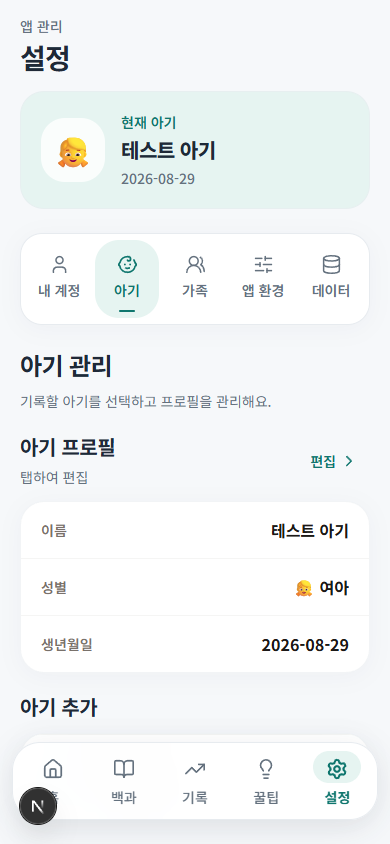 앱 관리
설정
현재 아기
테스트 아기
2026-08-29
내 계정
아기
가족
앱 환경
데이터
아기 관리
기록할 아기를 선택하고 프로필을 관리해요.
아기 프로필
탭하여 편집
편집
이름
테스트 아기
성별
👧 여아
생년월일
2026-08-29
아기 추가
N
백과
기록
꿀팁
설정